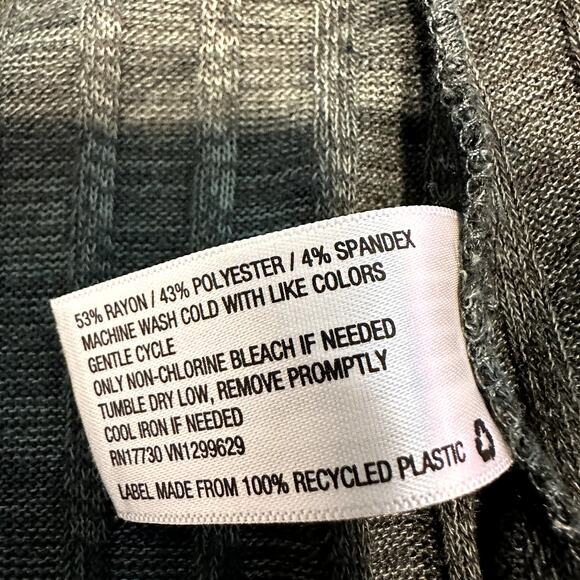 53% RAYON / 43% POLYESTER / 4% SPANDEX
MACHINE WASH COLD WITH LIKE COLORS
GENTLE CYCLE
ONLY NON-CHLORINE BLEACH IF NEEDED
TUMBLE DRY LOW, REMOVE PROMPTLY
COOL IRON IF NEEDED
RN17730 VN1299629
LABEL MADE FROM 100% RECYCLED PLASTIC